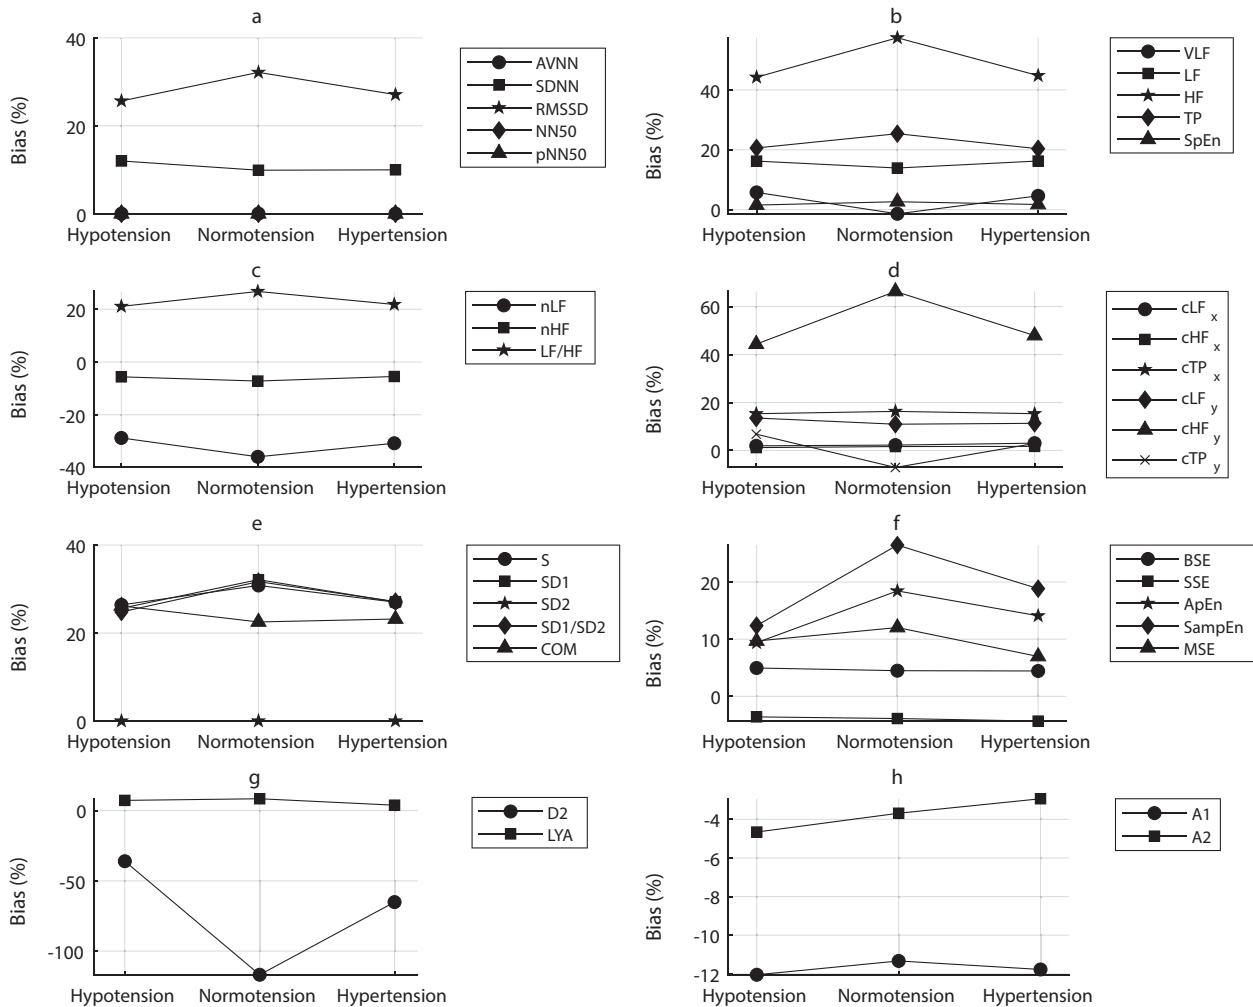 a
40
20
0
Bias (%)
Hypotension Normotension Hypertension
AVNN
SDNN
RMSSD
NN50
pNN50
b
40
20
0
Bias (%)
Hypotension Normotension Hypertension
VLF
LF
HF
TP
SpEn
c
20
0
-20
-40
Bias (%)
Hypotension Normotension Hypertension
nLF
nHF
LF/HF
d
60
40
20
0
Bias (%)
Hypotension Normotension Hypertension
cLF x
cHF x
cTP x
cLF y
cHF y
cTP y
e
40
20
0
Bias (%)
Hypotension Normotension Hypertension
S
SD1
SD2
SD1/SD2
COM
f
20
10
0
Bias (%)
Hypotension Normotension Hypertension
BSE
SSE
ApEn
SampEn
MSE
g
0
-50
-100
Bias (%)
Hypotension Normotension Hypertension
D2
LYA
h
-4
-6
-8
-10
-12
Bias (%)
Hypotension Normotension Hypertension
A1
A2